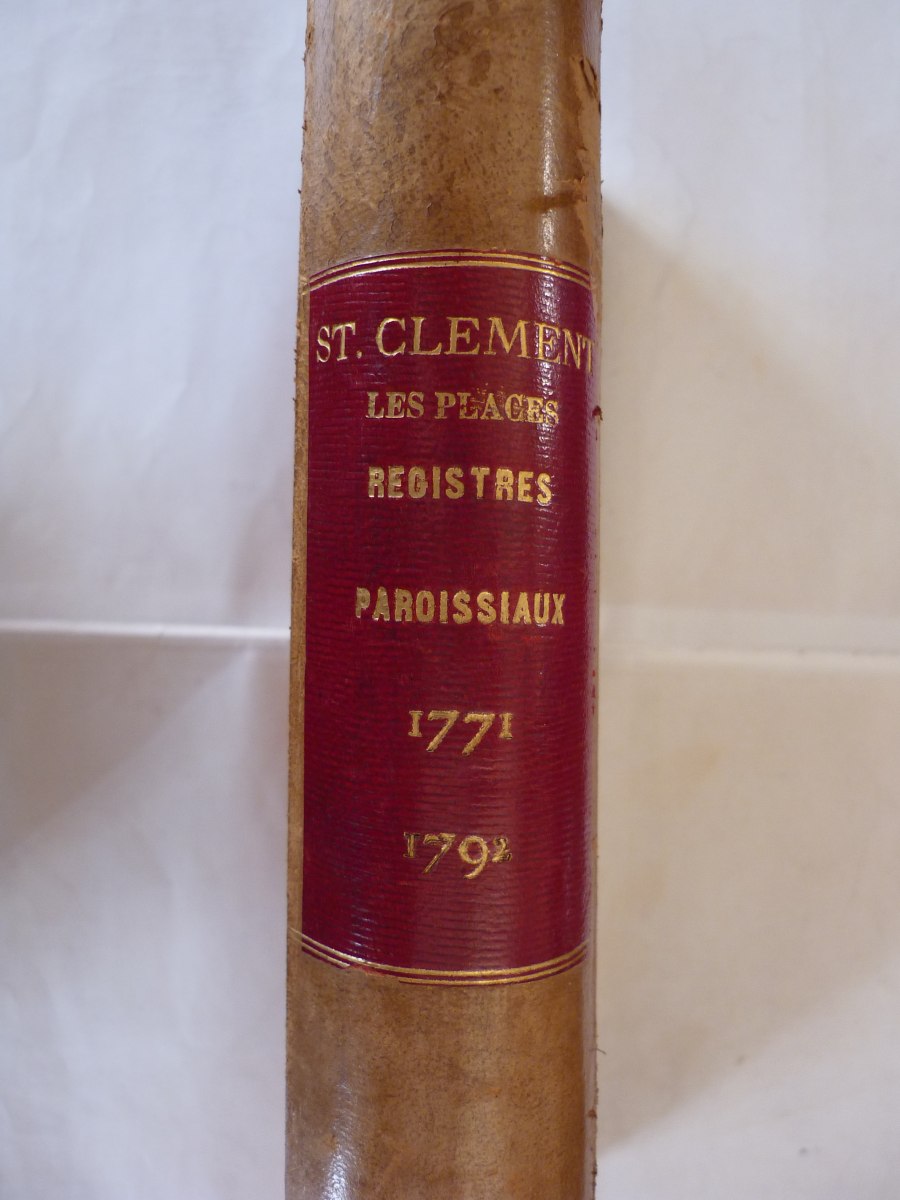 ST. CLEMENT
LES PLACES
REGISTRES
PAROISSIAUX
1771
1792